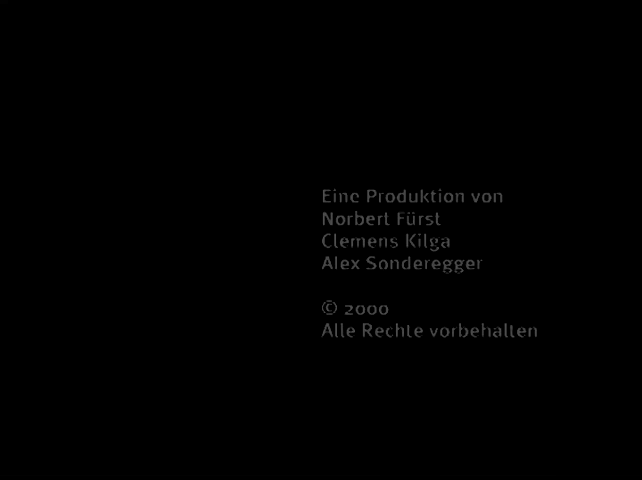 Eine Produktion von
Norbert Fürst
Clemens Kilga
Alex Sonderegger
© 2000
Alle Rechte vorbehalten